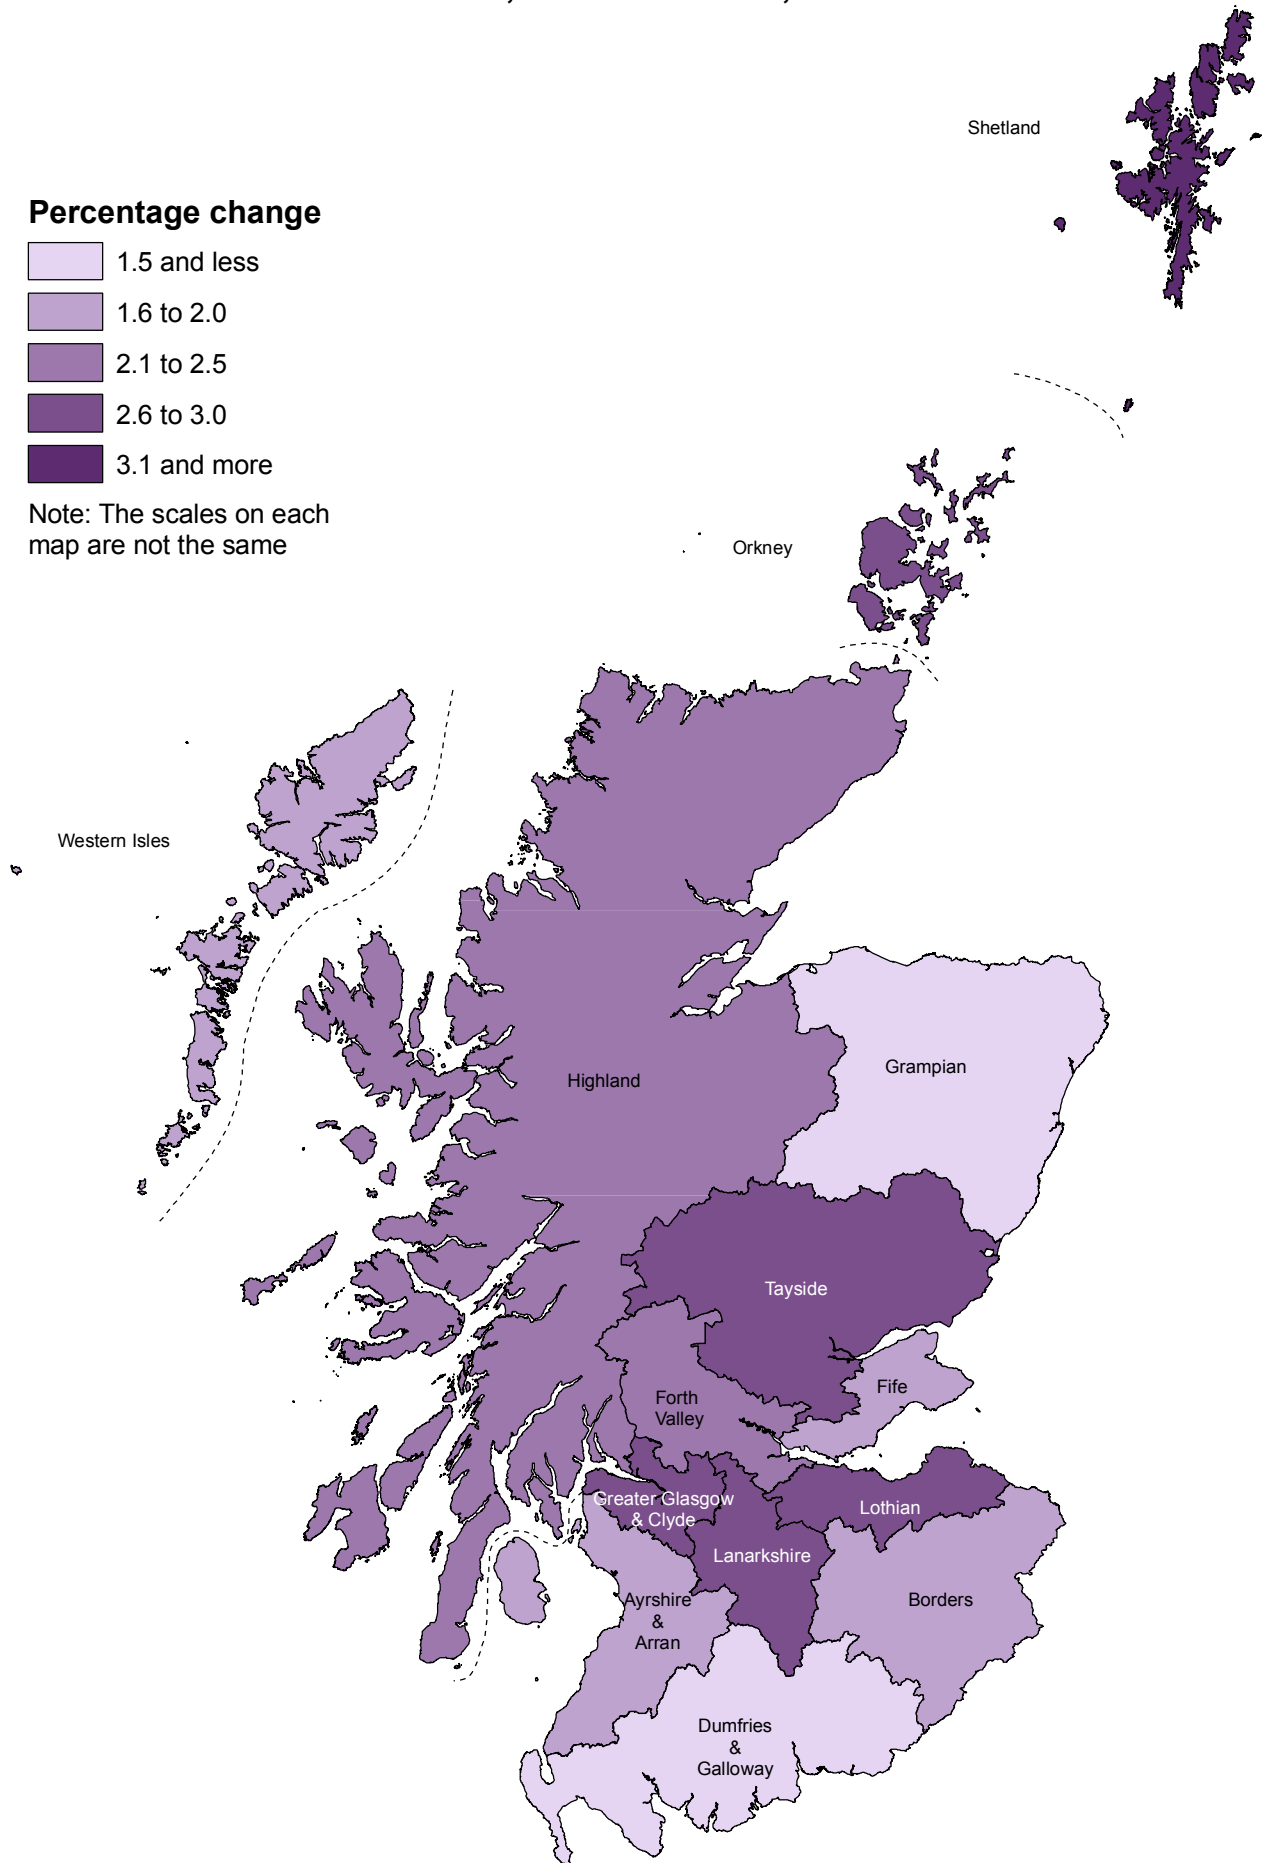 Shetland
Percentage change
1.5 and less
1.6 to 2.0
2.1 to 2.5
2.6 to 3.0
3.1 and more
Note: The scales on each
map are not the same
Orkney
Western Isles
Grampian
Highland
Tayside
Fife
Forth
Valley
Greater Glasgow
& Clyde
Lothian
Lanarkshire
Ayrshire
&
Arran
Borders
Dumfries
&
Galloway